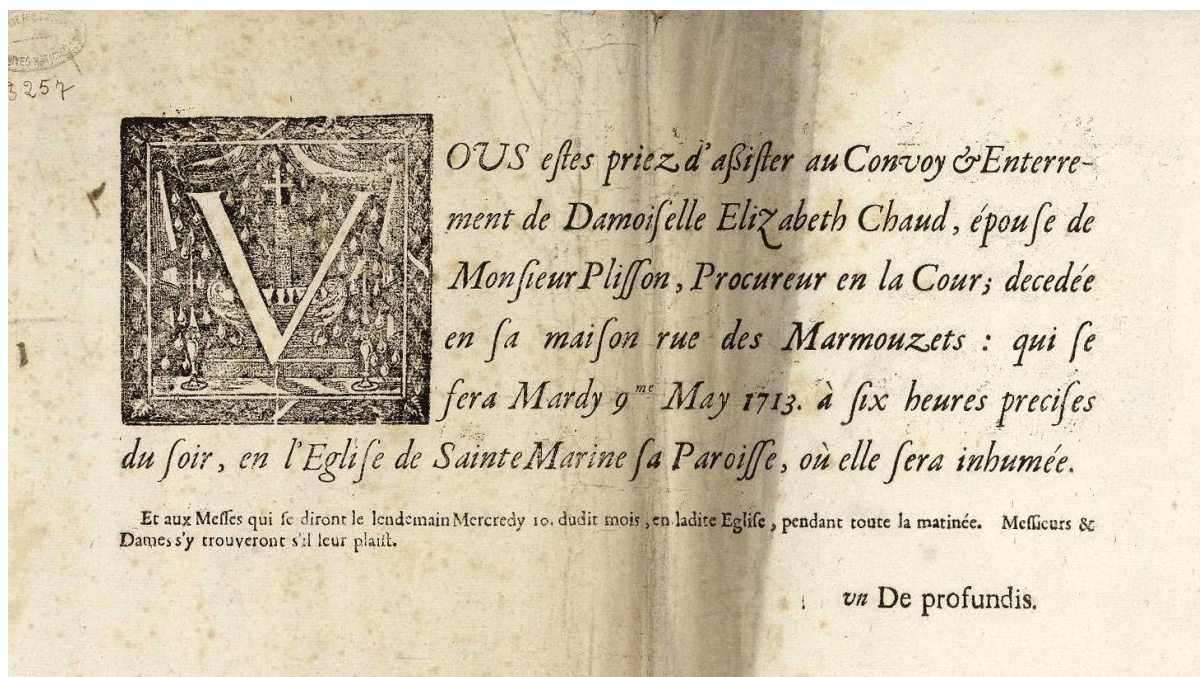 3257
VOUS estes priez d'assister au Convoy & Enterre-
ment de Damoiselle Elizabeth Chaud, épouse de
Monsieur Plisson, Procureur en la Cour; decedée
en sa maison rue des Marmouzets : qui se
fera Mardy 9me May 1713. à six heures precises
du soir, en l'Eglise de Sainte Marine sa Paroisse, où elle sera inhumée.
Et aux Messes qui se diront le lendemain Mercredy 10. dudit mois, en ladite Eglise, pendant toute la matinée. Messieurs &
Dames s'y trouveront s'il leur plaist.
un De profundis.